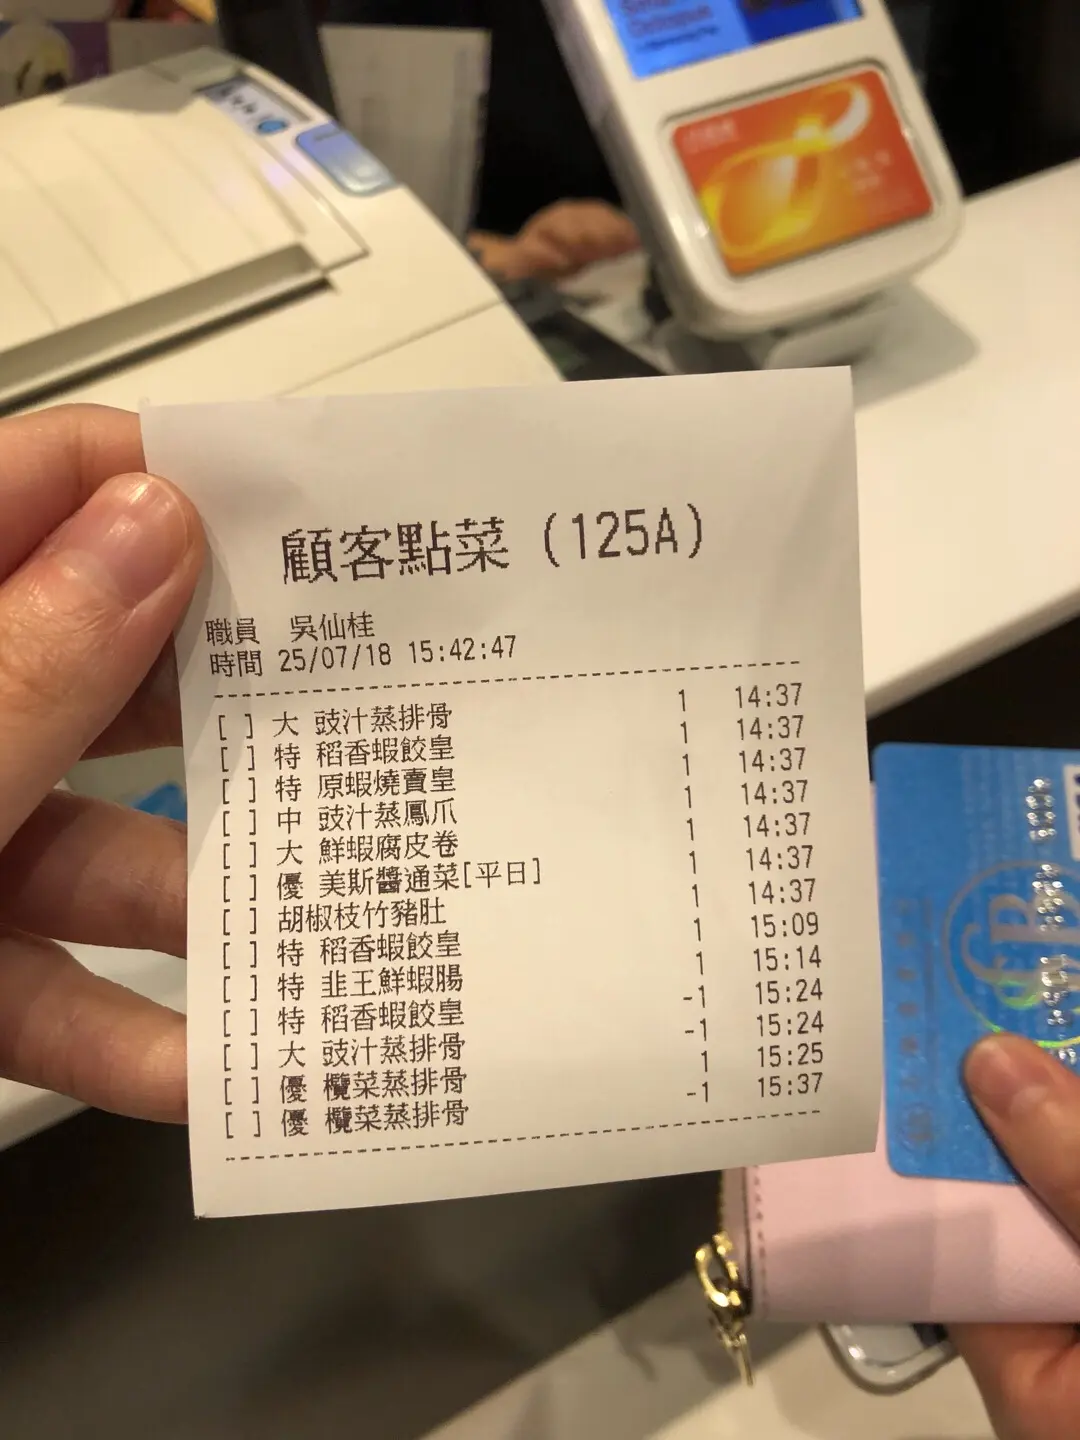 顧客點菜 (125A)
職員 吳仙桂
時間 25/07/18 15:42:47
[ ] 大 豉汁蒸排骨 1 14:37
[ ] 特 稻香蝦餃皇 1 14:37
[ ] 特 原蝦燒賣皇 1 14:37
[ ] 中 豉汁蒸鳳爪 1 14:37
[ ] 大 鮮蝦腐皮卷 1 14:37
[ ] 優 美斯醬通菜[平日] 1 14:37
[ ] 胡椒枝竹豬肚 1 14:37
[ ] 特 稻香蝦餃皇 1 15:09
[ ] 特 韭王鮮蝦腸 1 15:14
[ ] 特 稻香蝦餃皇 -1 15:24
[ ] 大 豉汁蒸排骨 -1 15:24
[ ] 優 欖菜蒸排骨 1 15:25
[ ] 優 欖菜蒸排骨 -1 15:37